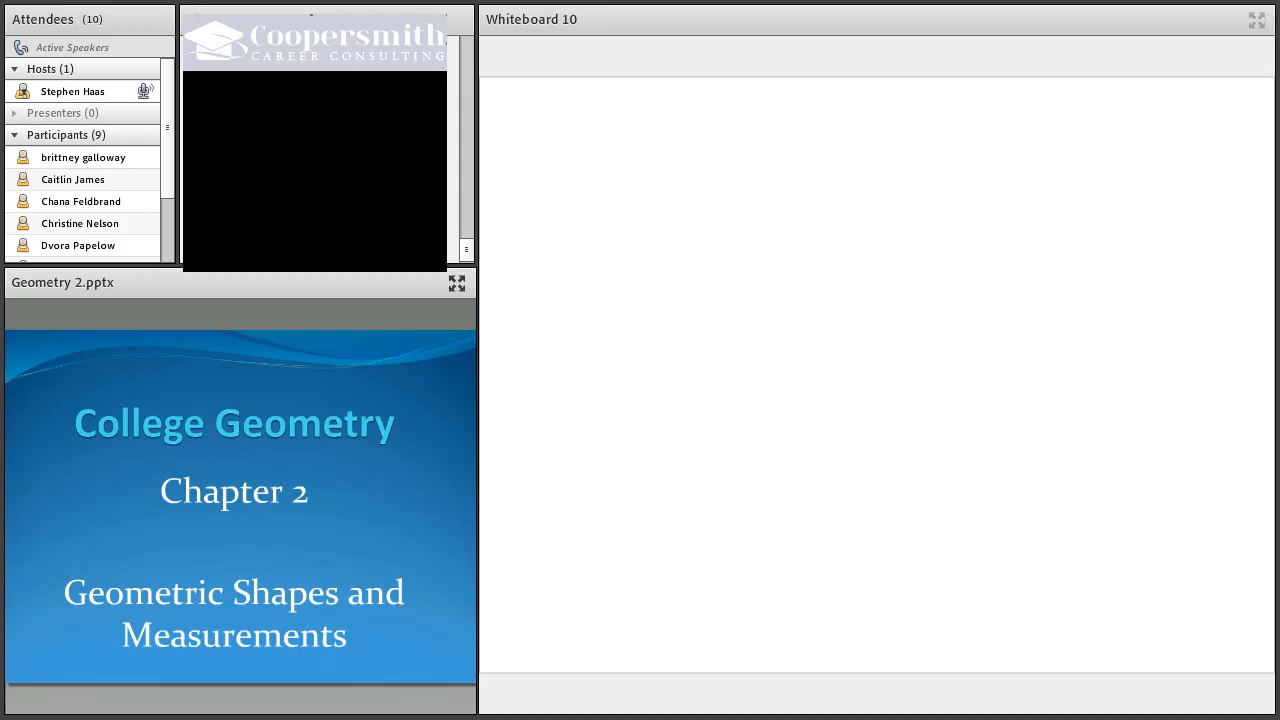 Attendees (10)
Active Speakers
Hosts (1)
Stephen Haas
Presenters (0)
Participants (9)
brittney galloway
Caitlin James
Chana Feldbrand
Christine Nelson
Dvora Papelow
Coopersmith
CAREER CONSULTING
Geometry 2.pptx
College Geometry
Chapter 2
Geometric Shapes and
Measurements
Whiteboard 10